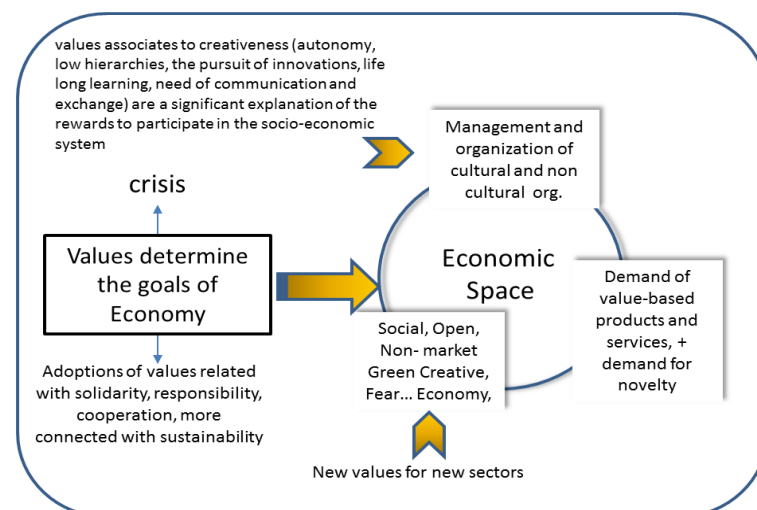 values associates to creativeness (autonomy,
low hierarchies, the pursuit of innovations, life
long learning, need of communication and
exchange) are a significant explanation of the
rewards to participate in the socio-economic
system
Management and
organization of
cultural and non
cultural org.
crisis
Values determine
the goals of
Economy
Economic
Space
Demand of
value-based
products and
services, +
demand for
novelty
Social, Open,
Non- market
Green Creative,
Fear... Economy,
Adoptions of values related
with solidarity, responsibility,
cooperation, more
connected with sustainability
New values for new sectors